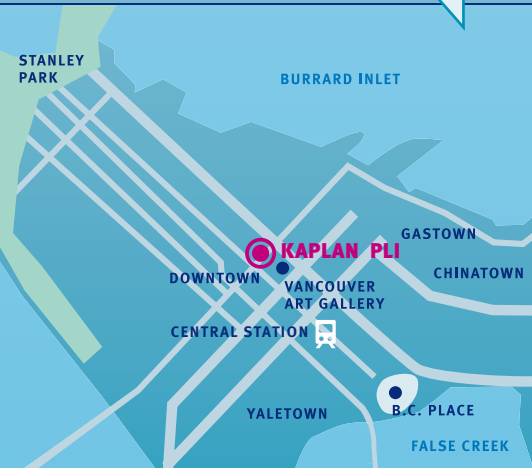 STANLEY
PARK
BURRARD INLET
GASTOWN
KAPLAN PLI
CHINATOWN
DOWNTOWN
VANCOUVER
ART GALLERY
CENTRAL STATION
YALETOWN
B.C. PLACE
FALSE CREEK